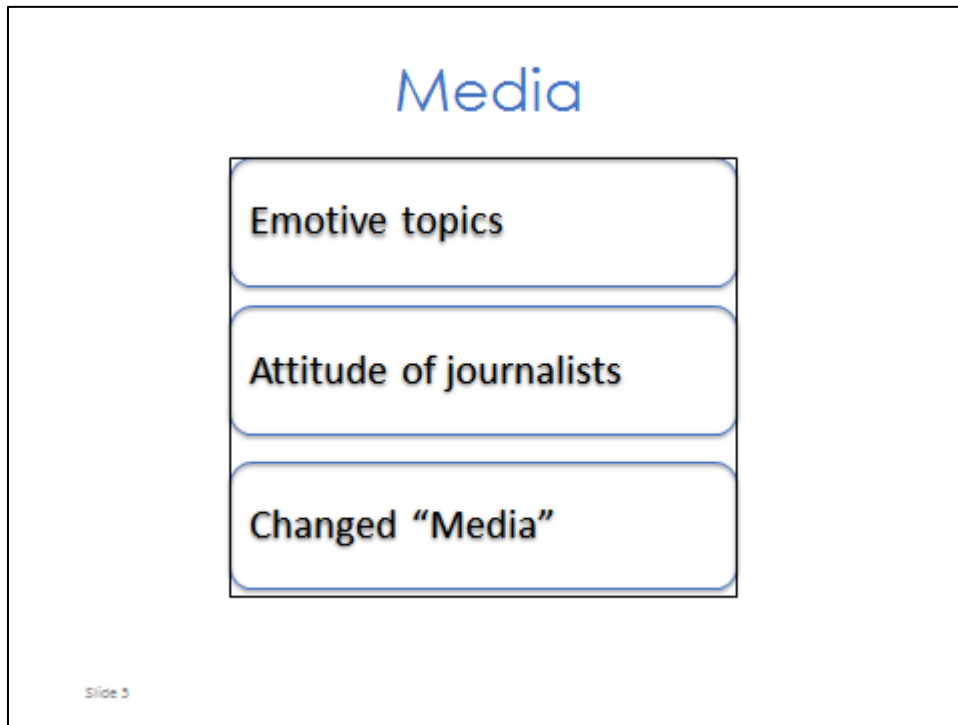 Media
Emotive topics
Attitude of journalists
Changed “Media”
Slide 5